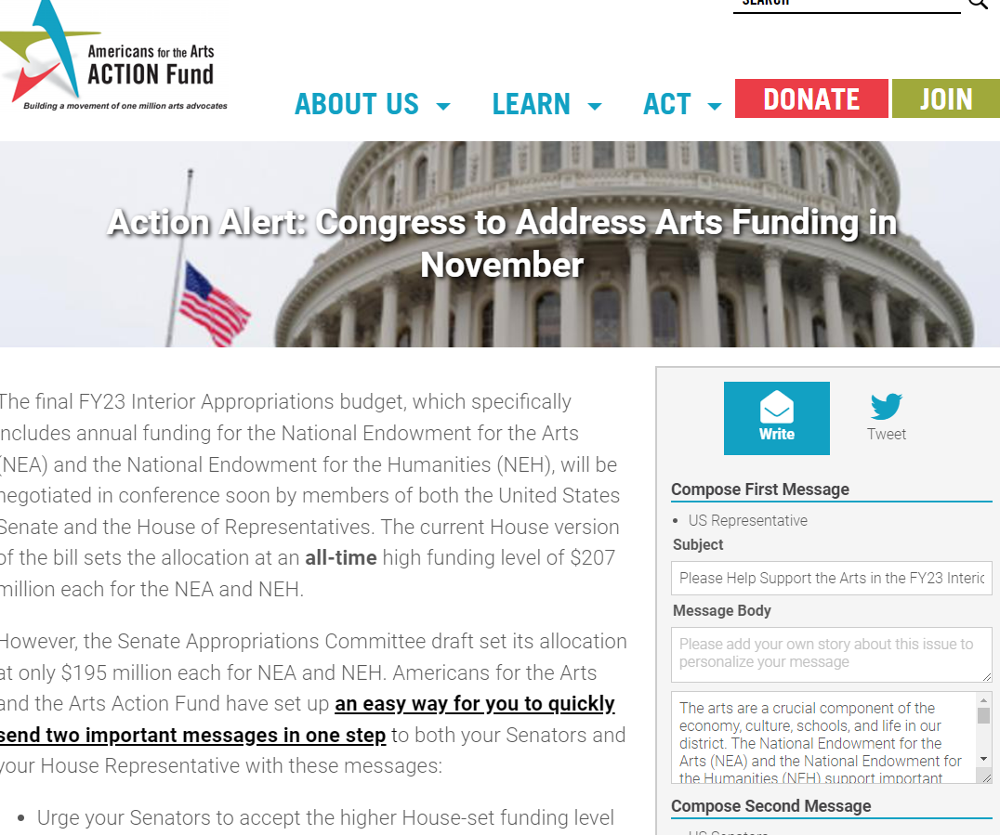 SEARCH
Americans for the Arts
ACTION Fund
Building a movement of one million arts advocates
ABOUT US
LEARN
ACT
DONATE
JOIN
Action Alert: Congress to Address Arts Funding in
November
The final FY23 Interior Appropriations budget, which specifically
includes annual funding for the National Endowment for the Arts
(NEA) and the National Endowment for the Humanities (NEH), will be
negotiated in conference soon by members of both the United States
Senate and the House of Representatives. The current House version
of the bill sets the allocation at an all-time high funding level of $207
million each for the NEA and NEH.
However, the Senate Appropriations Committee draft set its allocation
at only $195 million each for NEA and NEH. Americans for the Arts
and the Arts Action Fund have set up an easy way for you to quickly
send two important messages in one step to both your Senators and
your House Representative with these messages:
• Urge your Senators to accept the higher House-set funding level
Write
Tweet
Compose First Message
• US Representative
Subject
Please Help Support the Arts in the FY23 Interic
Message Body
Please add your own story about this issue to
personalize your message
The arts are a crucial component of the
economy, culture, schools, and life in our
district. The National Endowment for the
Arts (NEA) and the National Endowment for
the Humanities (NEH) support important
Compose Second Message
US Senators